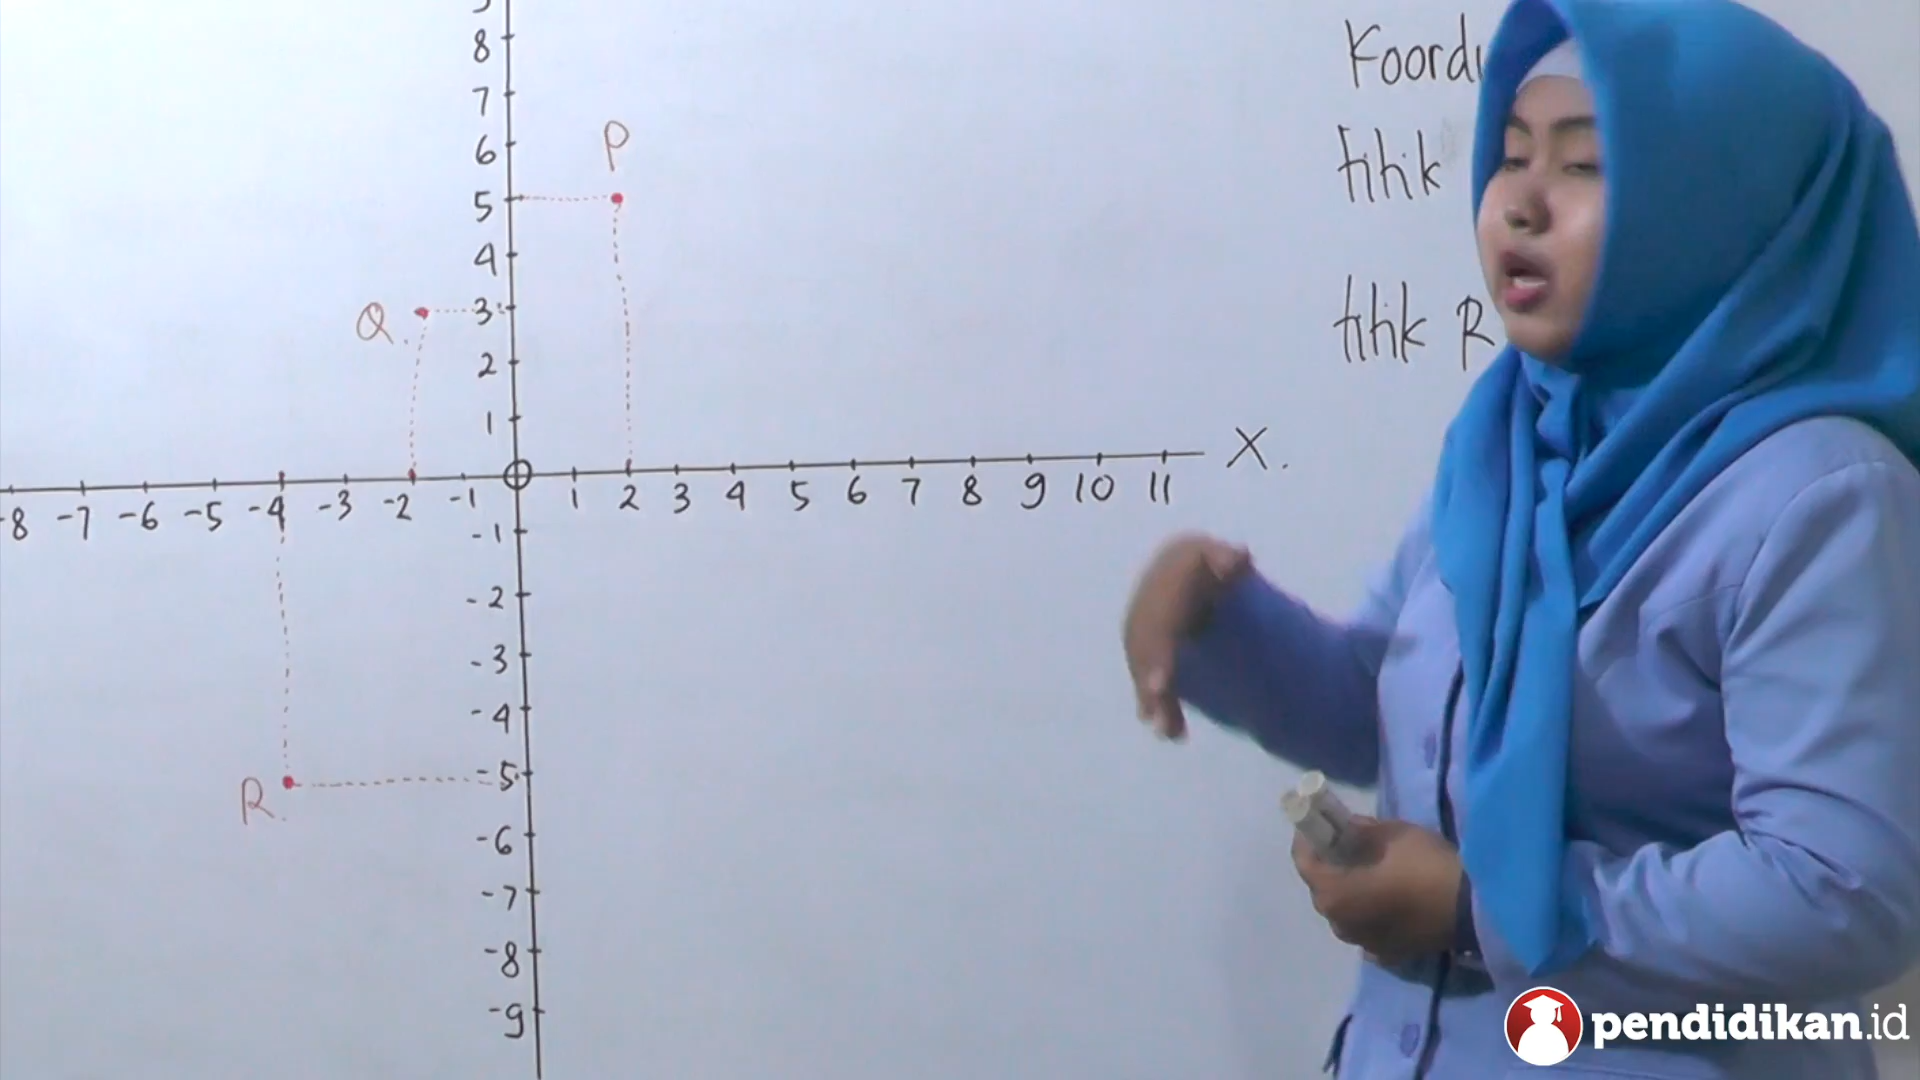 8
7
6
5
4
3
2
1
P
Q.
-8 -7 -6 -5 -4 -3 -2 -1 1 2 3 4 5 6 7 8 9 10 11
X.
-1
-2
-3
-4
-5
R.
-6
-7
-8
-9
titik
titik R
pendidikan.id